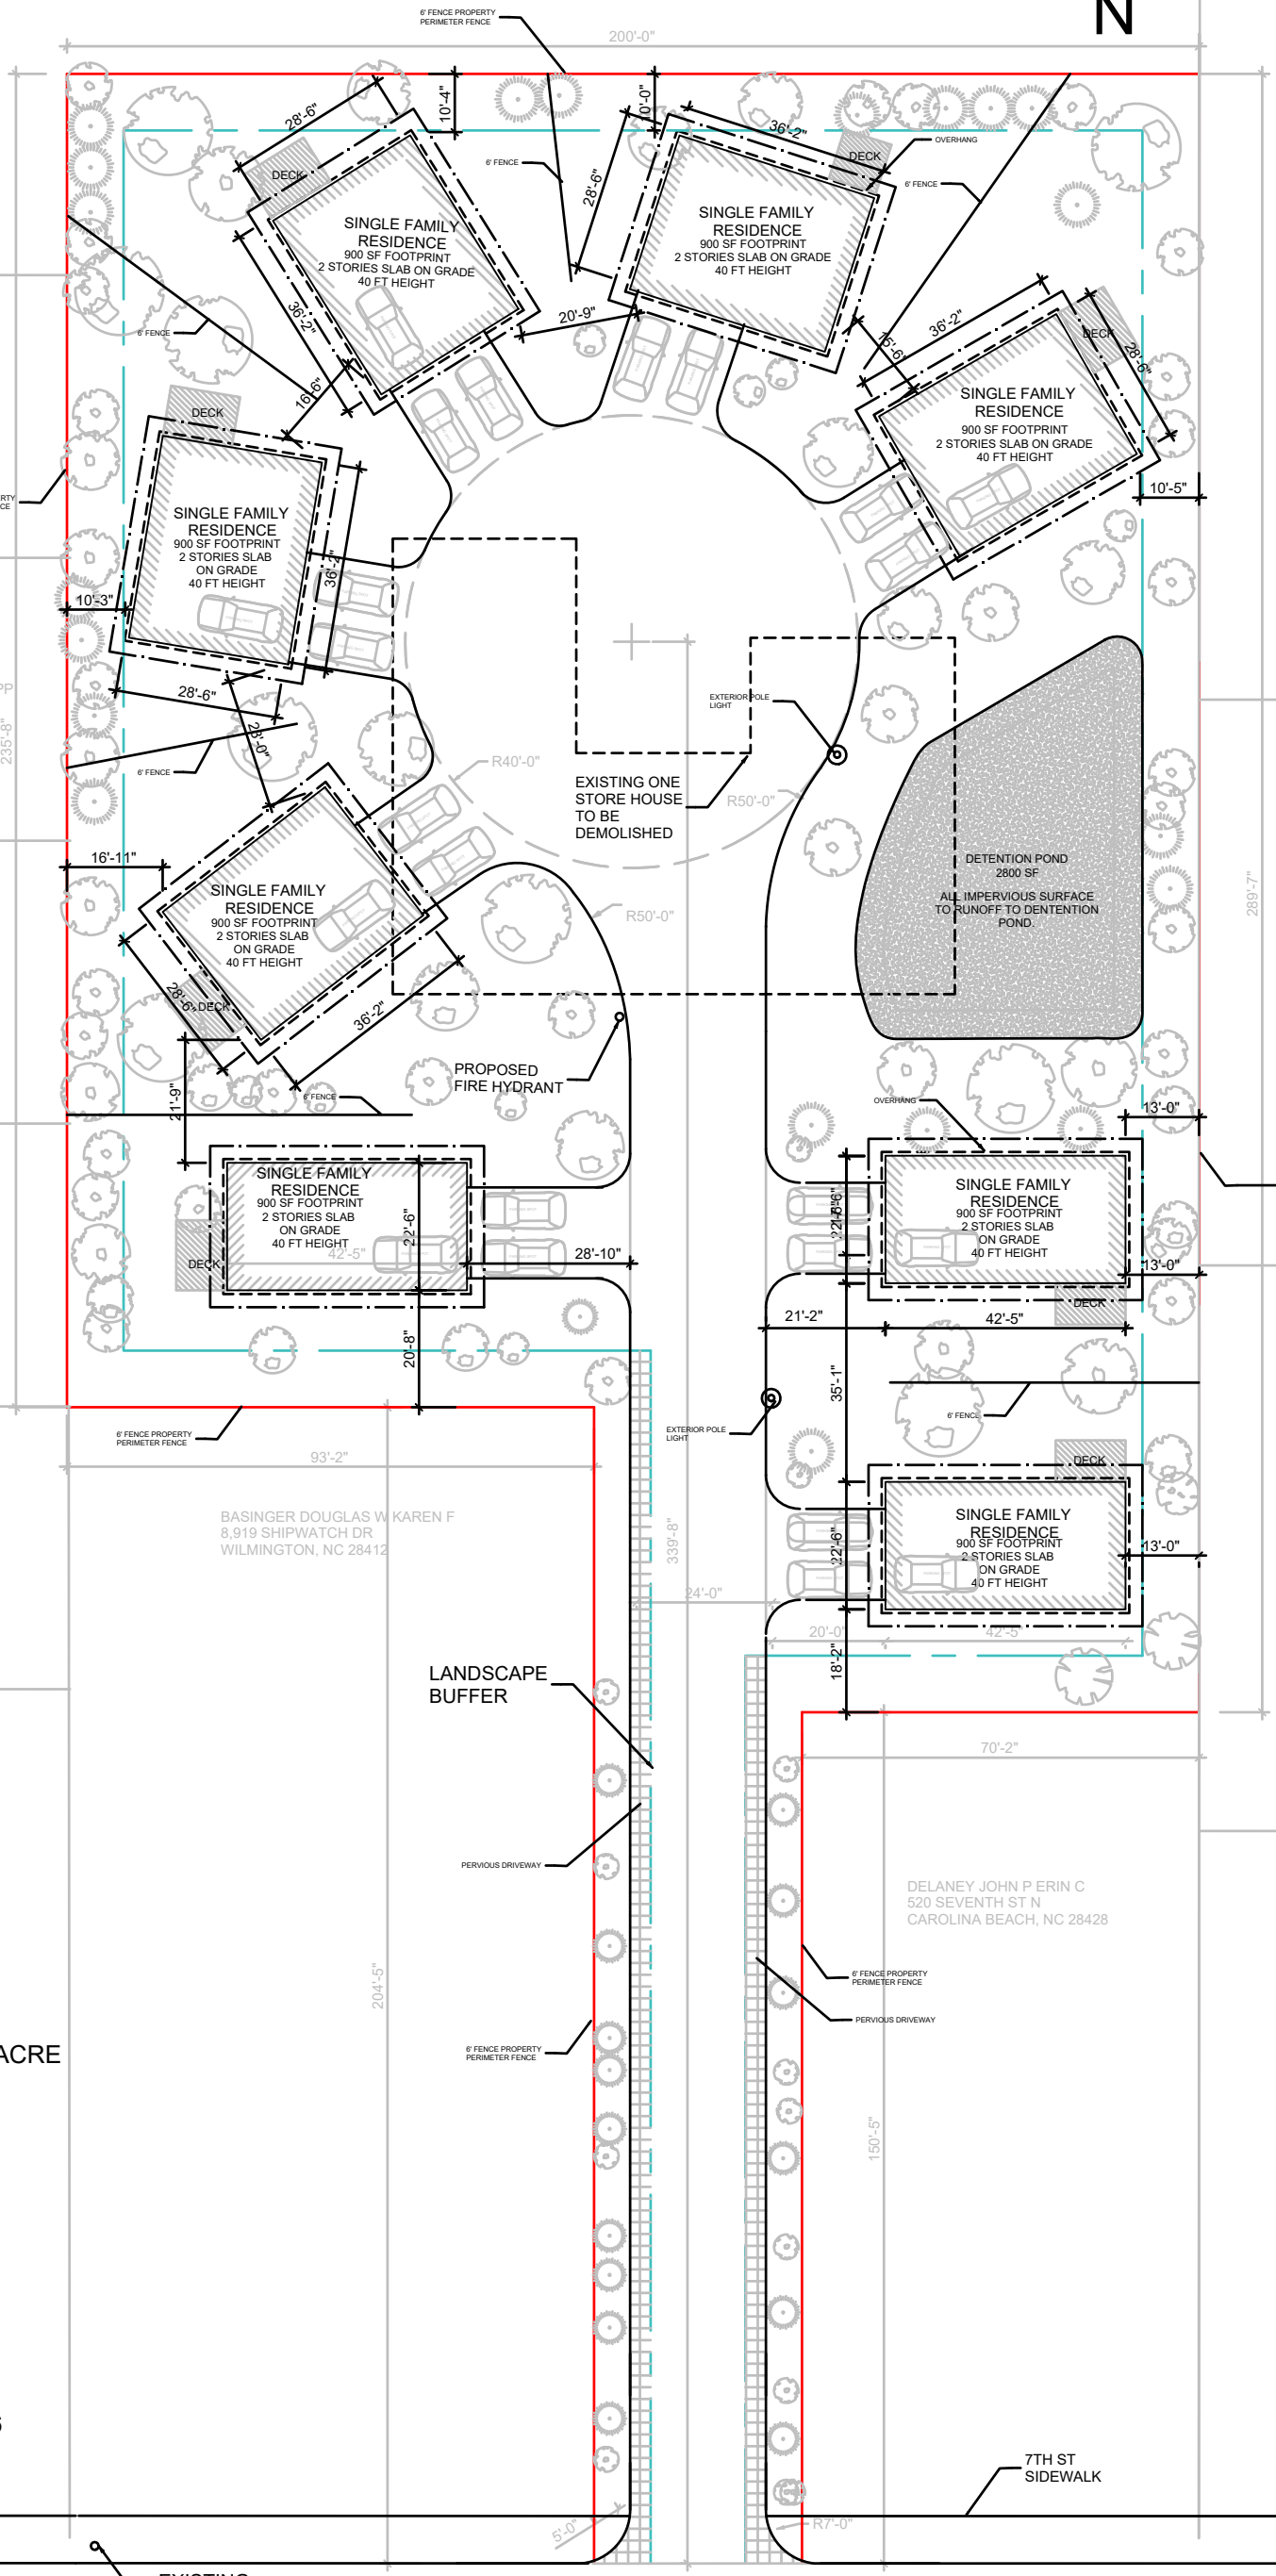 N
6' FENCE PROPERTY
PERIMETER FENCE
200'-0"
28'-6"
10'-4"
10'-0"
36'-2"
OVERHANG
DECK
DECK
6' FENCE
6' FENCE
28'-6"
SINGLE FAMILY
RESIDENCE
900 SF FOOTPRINT
2 STORIES SLAB ON GRADE
40 FT HEIGHT
SINGLE FAMILY
RESIDENCE
900 SF FOOTPRINT
2 STORIES SLAB ON GRADE
40 FT HEIGHT
36'-2"
20'-9"
15'-6"
36'-2"
DECK
28'-6"
6' FENCE
16'-6"
SINGLE FAMILY
RESIDENCE
900 SF FOOTPRINT
2 STORIES SLAB ON GRADE
40 FT HEIGHT
DECK
RTY
CE
10'-5"
SINGLE FAMILY
RESIDENCE
900 SF FOOTPRINT
2 STORIES SLAB
ON GRADE
40 FT HEIGHT
36'-2"
10'-3"
28'-6"
PP
235'-8"
23'-0"
6' FENCE
EXTERIOR POLE
LIGHT
R40'-0"
EXISTING ONE
STORE HOUSE
TO BE
DEMOLISHED
R50'-0"
16'-11"
DETENTION POND
2800 SF
ALL IMPERVIOUS SURFACE
TO RUNOFF TO DENTENTION
POND.
289'-7"
SINGLE FAMILY
RESIDENCE
900 SF FOOTPRINT
2 STORIES SLAB
ON GRADE
40 FT HEIGHT
R50'-0"
28'-6"
DECK
36'-2"
PROPOSED
FIRE HYDRANT
21'-9"
6' FENCE
OVERHANG
13'-0"
SINGLE FAMILY
RESIDENCE
900 SF FOOTPRINT
2 STORIES SLAB
ON GRADE
40 FT HEIGHT
22'-6"
42'-5"
DECK
28'-10"
SINGLE FAMILY
RESIDENCE
900 SF FOOTPRINT
2 STORIES SLAB
ON GRADE
40 FT HEIGHT
13'-0"
DECK
21'-2"
42'-5"
20'-8"
35'-1"
6' FENCE
6' FENCE PROPERTY
PERIMETER FENCE
EXTERIOR POLE
LIGHT
93'-2"
DECK
BASINGER DOUGLAS W KAREN F
8,919 SHIPWATCH DR
WILMINGTON, NC 28412
339'-8"
22'-6"
SINGLE FAMILY
RESIDENCE
900 SF FOOTPRINT
2 STORIES SLAB
ON GRADE
40 FT HEIGHT
13'-0"
24'-0"
20'-0"
42'-5"
18'-2"
LANDSCAPE
BUFFER
70'-2"
PERVIOUS DRIVEWAY
DELANEY JOHN P ERIN C
520 SEVENTH ST N
CAROLINA BEACH, NC 28428
204'-5"
6' FENCE PROPERTY
PERIMETER FENCE
PERVIOUS DRIVEWAY
ACRE
6' FENCE PROPERTY
PERIMETER FENCE
150'-5"
S
7TH ST
SIDEWALK
5'-0"
R7'-0"
EXISTING